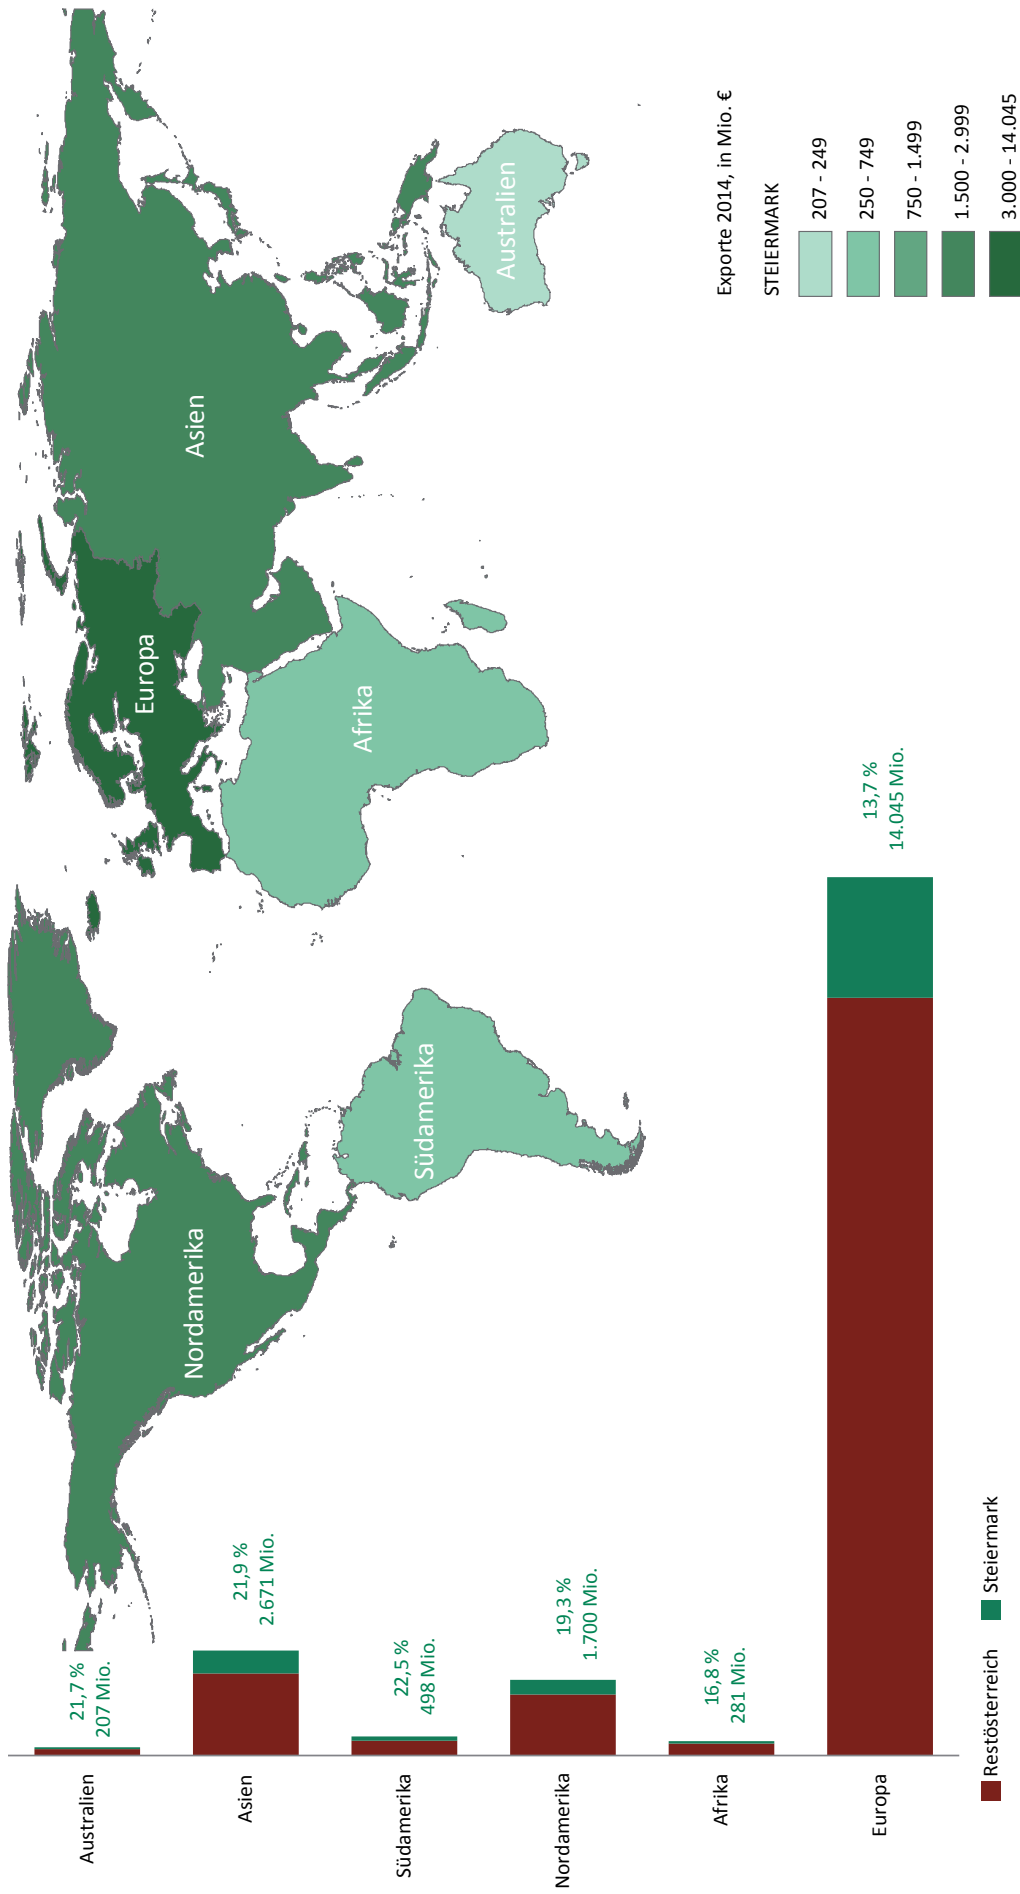 Europa
Asien
Nordamerika
Afrika
Südamerika
Australien
Exporte 2014, in Mio. €
STEIERMARK
207 - 249
250 - 749
750 - 1.499
1.500 - 2.999
3.000 - 14.045
Australien
21,7 %
207 Mio.
Asien
21,9 %
2.671 Mio.
Südamerika
22,5 %
498 Mio.
Nordamerika
19,3 %
1.700 Mio.
Afrika
16,8 %
281 Mio.
Europa
13,7 %
14.045 Mio.
Restösterreich
Steiermark